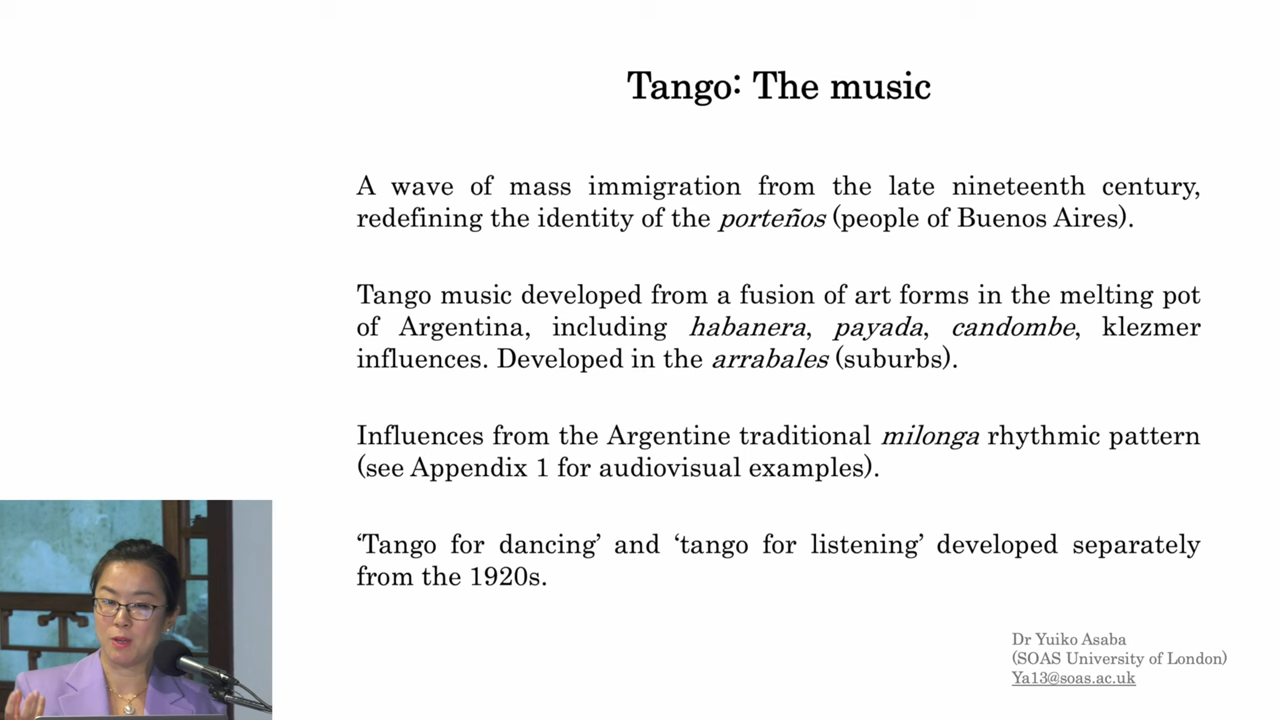 Tango: The music
A wave of mass immigration from the late nineteenth century,
redefining the identity of the porteños (people of Buenos Aires).
Tango music developed from a fusion of art forms in the melting pot
of Argentina, including habanera, payada, candombe, klezmer
influences. Developed in the arrabales (suburbs).
Influences from the Argentine traditional milonga rhythmic pattern
(see Appendix 1 for audiovisual examples).
‘Tango for dancing’ and ‘tango for listening’ developed separately
from the 1920s.
Dr Yuiko Asaba
(SOAS University of London)
Ya13@soas.ac.uk